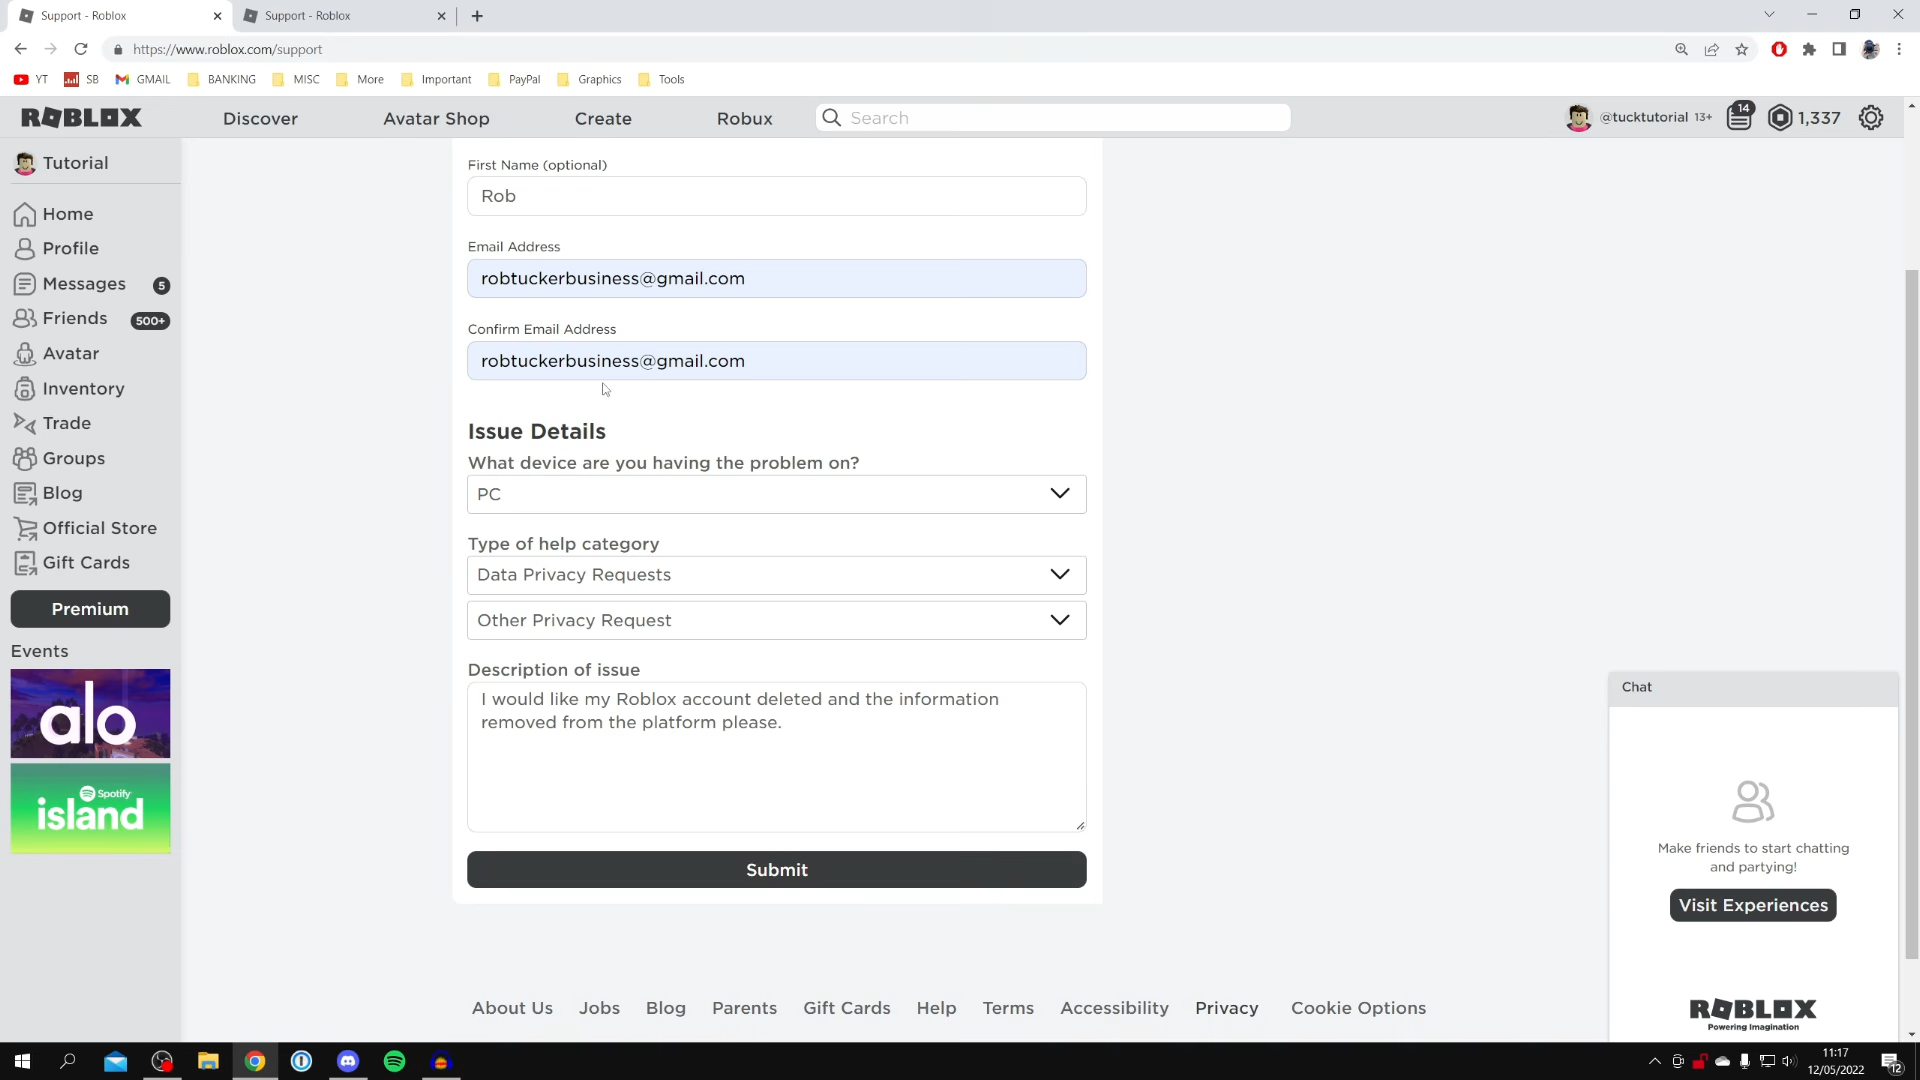 Support - Roblox
Support - Roblox
https://www.roblox.com/support
YT
SB
GMAIL
BANKING
MISC
More
Important
PayPal
Graphics
Tools
ROBLOX
Discover
Avatar Shop
Create
Robux
Search
@tucktutorial 13+
14
1,337
Tutorial
Home
Profile
Messages
5
Friends
500+
Avatar
Inventory
Trade
Groups
Blog
Official Store
Gift Cards
Premium
Events
alo
Spotify
island
First Name (optional)
Rob
Email Address
robtuckerbusiness@gmail.com
Confirm Email Address
robtuckerbusiness@gmail.com
Issue Details
What device are you having the problem on?
PC
Type of help category
Data Privacy Requests
Other Privacy Request
Description of issue
I would like my Roblox account deleted and the information
removed from the platform please.
Submit
Chat
Make friends to start chatting
and partying!
Visit Experiences
ROBLOX
Powering Imagination
About Us
Jobs
Blog
Parents
Gift Cards
Help
Terms
Accessibility
Privacy
Cookie Options
11:17
12/05/2022
12